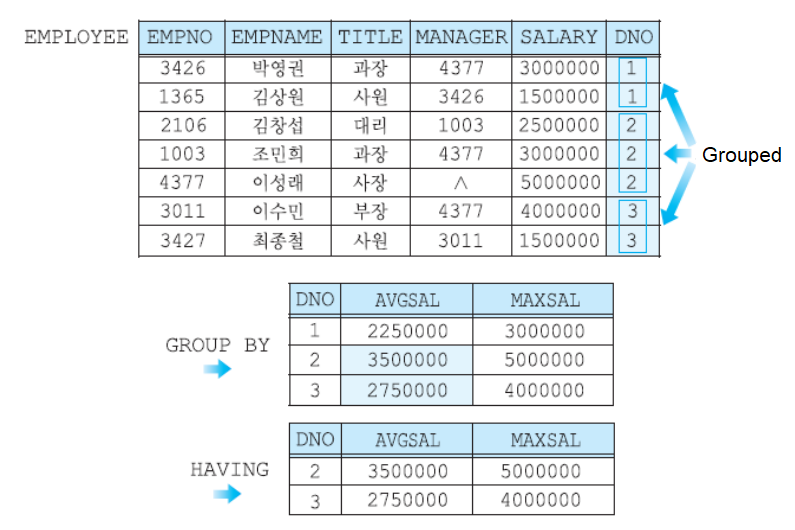 EMPLOYEE EMPNO EMPNAME TITLE MANAGER SALARY DNO
3426 박영권 과장 4377 3000000 1
1365 김상원 사원 3426 1500000 1
2106 김창섭 대리 1003 2500000 2
1003 조민희 과장 4377 3000000 2
Grouped
4377 이성래 사장 ∧ 5000000 2
3011 이수민 부장 4377 4000000 3
3427 최종철 사원 3011 1500000 3
DNO AVGSAL MAXSAL
1 2250000 3000000
GROUP BY
2 3500000 5000000
3 2750000 4000000
DNO AVGSAL MAXSAL
HAVING
2 3500000 5000000
3 2750000 4000000